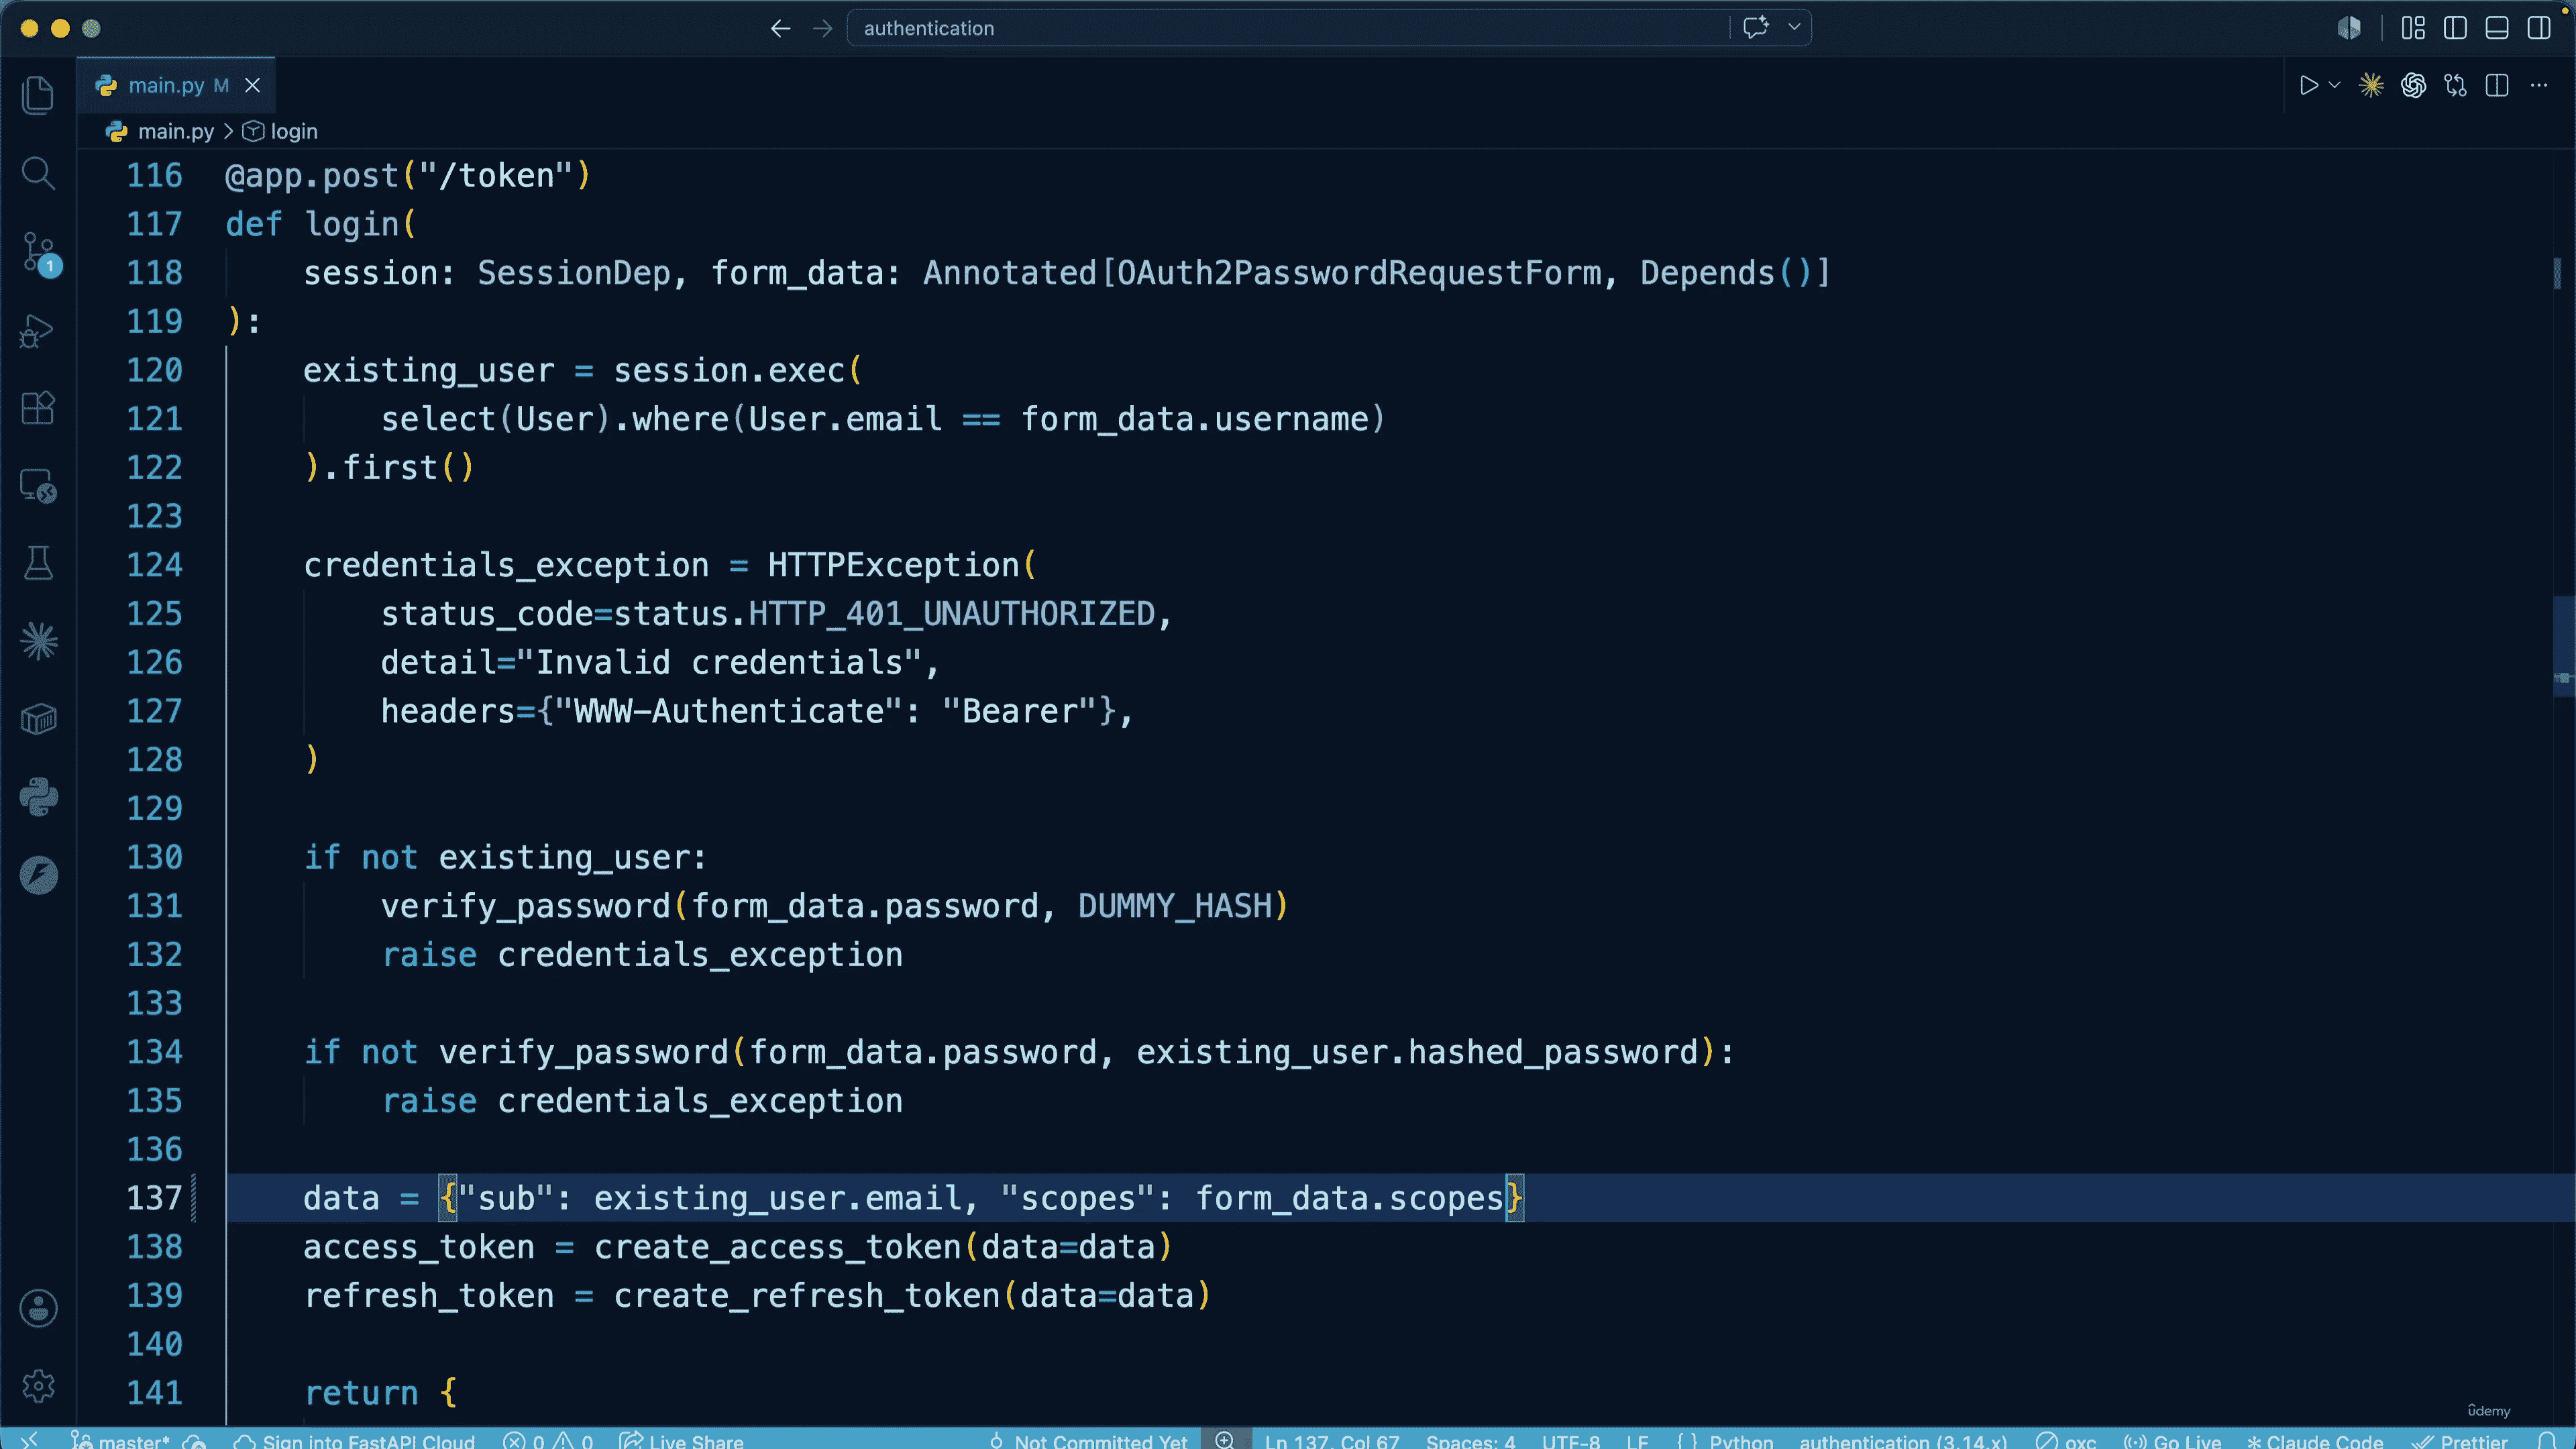 authentication
main.py M
main.py > login
116 @app.post("/token")
117 def login(
118     session: SessionDep, form_data: Annotated[OAuth2PasswordRequestForm, Depends()]
119 ):
120     existing_user = session.exec(
121         select(User).where(User.email == form_data.username)
122     ).first()
123
124     credentials_exception = HTTPException(
125         status_code=status.HTTP_401_UNAUTHORIZED,
126         detail="Invalid credentials",
127         headers={"WWW-Authenticate": "Bearer"},
128     )
129
130     if not existing_user:
131         verify_password(form_data.password, DUMMY_HASH)
132         raise credentials_exception
133
134     if not verify_password(form_data.password, existing_user.hashed_password):
135         raise credentials_exception
136
137     data = {"sub": existing_user.email, "scopes": form_data.scopes}
138     access_token = create_access_token(data=data)
139     refresh_token = create_refresh_token(data=data)
140
141     return {
1
ûdemy
master* Sign into FastAPI Cloud 0 0 Live Share Not Committed Yet Ln 137, Col 67 Spaces: 4 UTF-8 LF { } Python authentication (3.14.x) oxc Go Live Claude Code Prettier